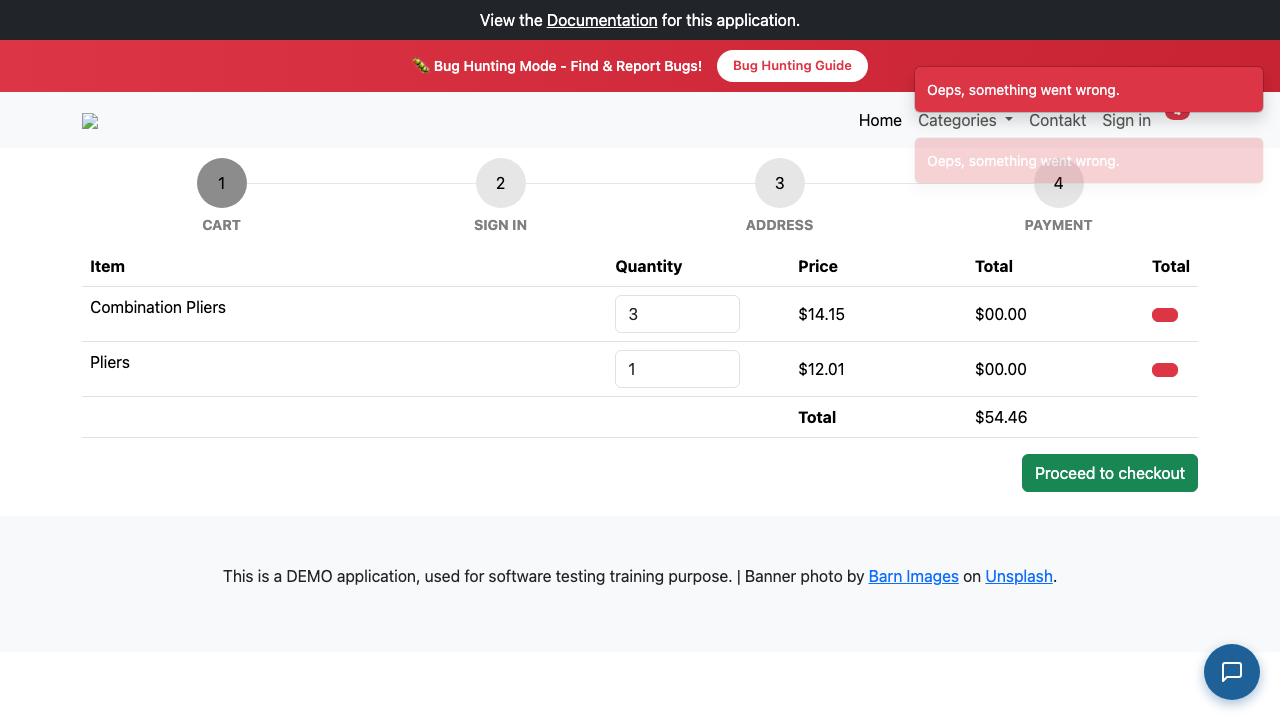 View the Documentation for this application.
🐛 Bug Hunting Mode - Find & Report Bugs! Bug Hunting Guide
Oeps, something went wrong.
Home Categories Contakt Sign in
Oeps, something went wrong.
1 2 3 4
CART SIGN IN ADDRESS PAYMENT
Item Quantity Price Total Total
Combination Pliers 3 $14.15 $00.00
Pliers 1 $12.01 $00.00
Total $54.46
Proceed to checkout
This is a DEMO application, used for software testing training purpose. | Banner photo by Barn Images on Unsplash.